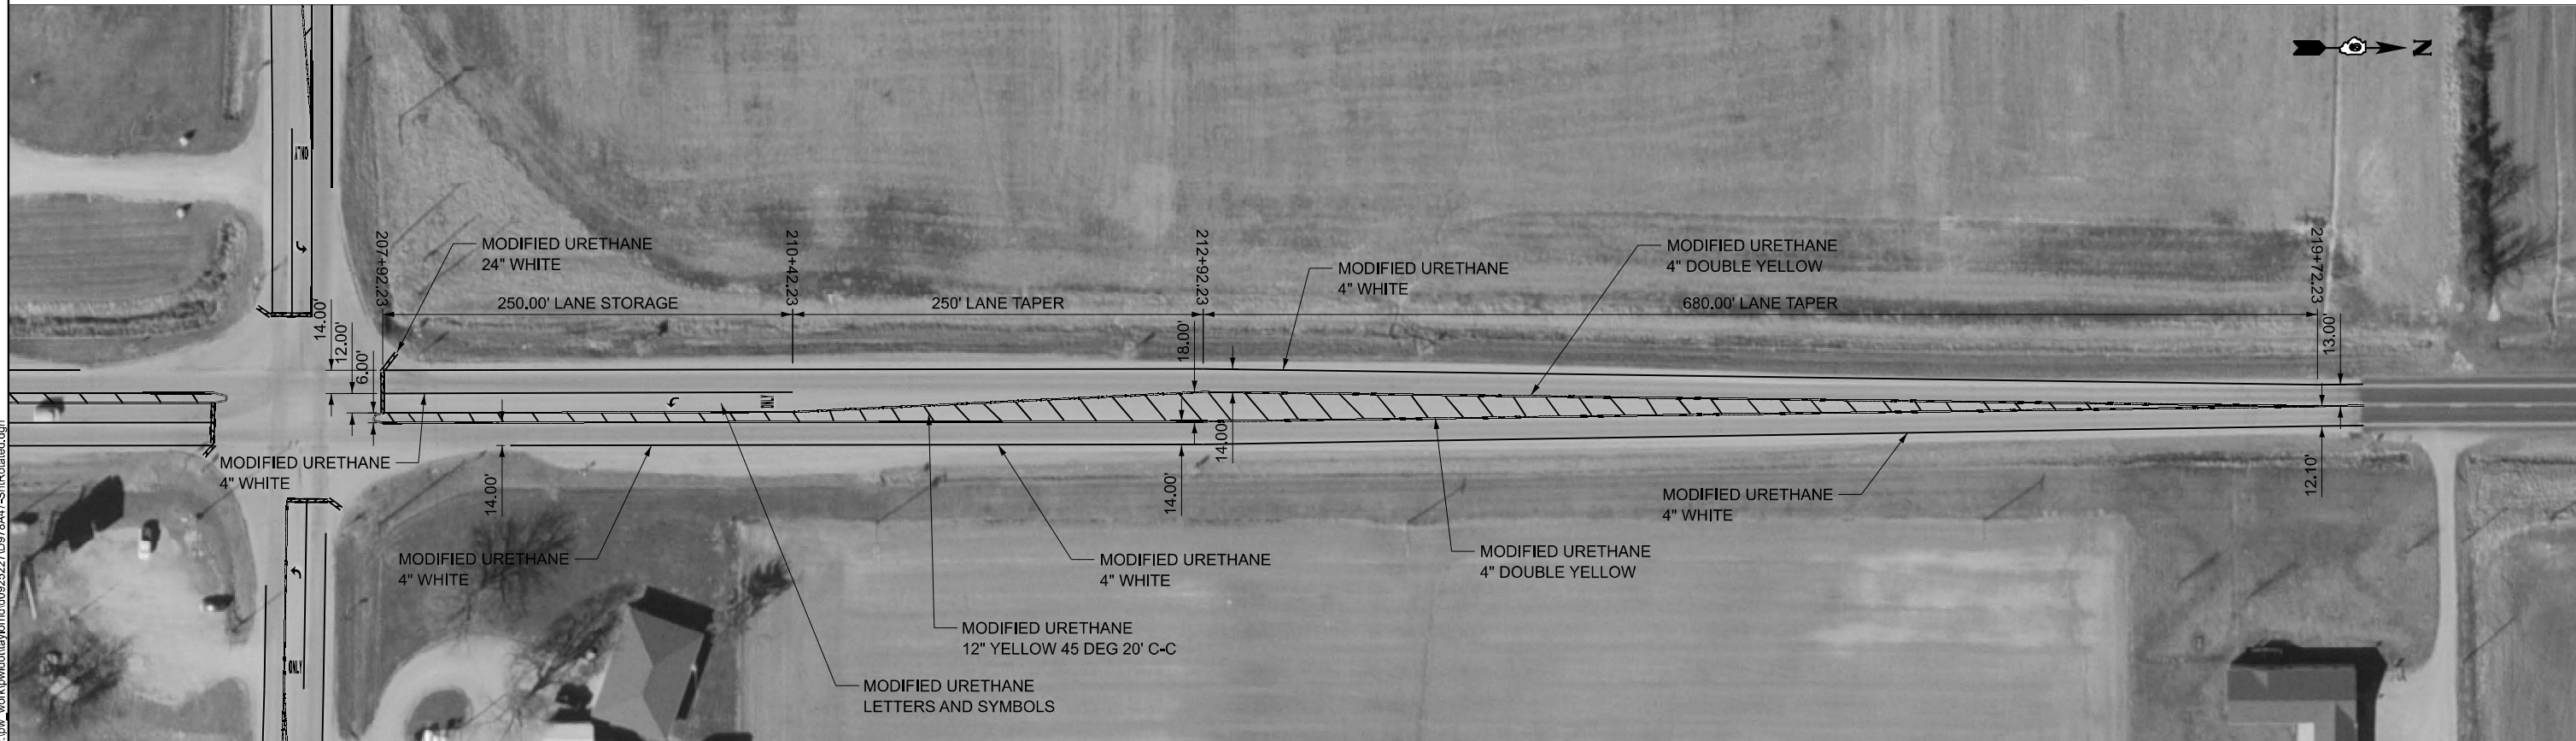 N
ONLY
207+92.23
210+42.23
212+92.23
219+72.23
MODIFIED URETHANE
24" WHITE
MODIFIED URETHANE
4" WHITE
MODIFIED URETHANE
4" DOUBLE YELLOW
250.00' LANE STORAGE
250' LANE TAPER
680.00' LANE TAPER
14.00'
12.00'
6.00'
18.00'
13.00'
ONLY
MODIFIED URETHANE
4" WHITE
14.00'
14.00'
14.00'
12.10'
MODIFIED URETHANE
4" WHITE
MODIFIED URETHANE
4" WHITE
MODIFIED URETHANE
4" WHITE
MODIFIED URETHANE
4" DOUBLE YELLOW
MODIFIED URETHANE
12" YELLOW 45 DEG 20' C-C
ONLY
MODIFIED URETHANE
LETTERS AND SYMBOLS